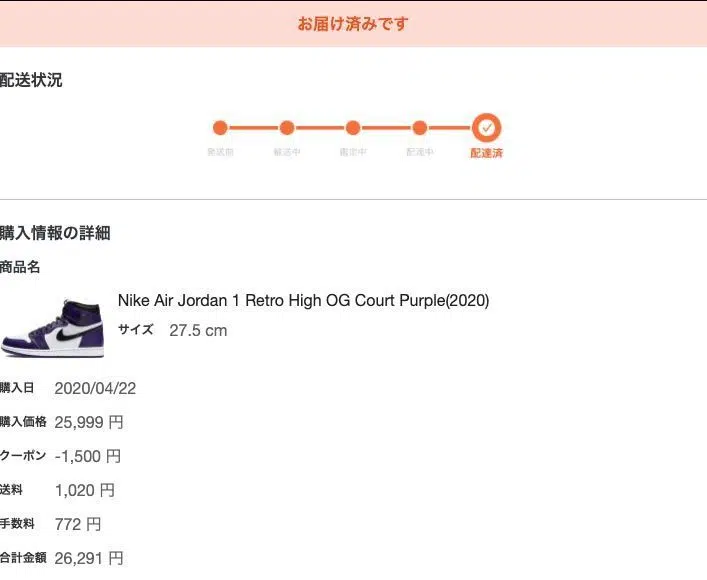 お届け済みです
配送状況
発送前 輸送中 鑑定中 配達中 配達済
購入情報の詳細
商品名
Nike Air Jordan 1 Retro High OG Court Purple(2020)
サイズ 27.5 cm
購入日 2020/04/22
購入価格 25,999 円
クーポン -1,500 円
送料 1,020 円
手数料 772 円
合計金額 26,291 円